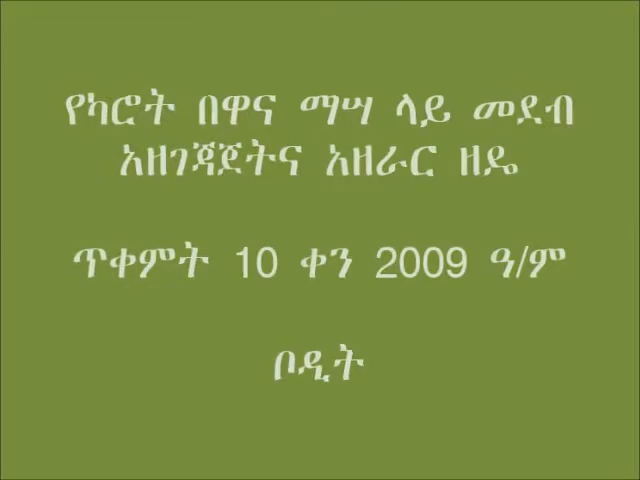 የካሮት በዋና ማሣ ላይ መደብ
አዘገጃጀትና አዘራር ዘዴ
ጥቀምት 10 ቀን 2009 ዓ/ም
ቦዲት